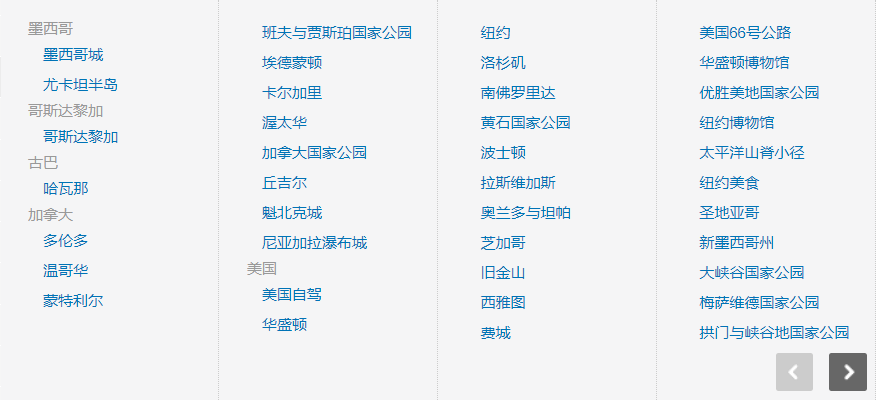 墨西哥
墨西哥城
尤卡坦半岛
哥斯达黎加
哥斯达黎加
古巴
哈瓦那
加拿大
多伦多
温哥华
蒙特利尔
班夫与贾斯珀国家公园
埃德蒙顿
卡尔加里
渥太华
加拿大国家公园
丘吉尔
魁北克城
尼亚加拉瀑布城
美国
美国自驾
华盛顿
纽约
洛杉矶
南佛罗里达
黄石国家公园
波士顿
拉斯维加斯
奥兰多与坦帕
芝加哥
旧金山
西雅图
费城
美国66号公路
华盛顿博物馆
优胜美地国家公园
纽约博物馆
太平洋山脊小径
纽约美食
圣地亚哥
新墨西哥州
大峡谷国家公园
梅萨维德国家公园
拱门与峡谷地国家公园